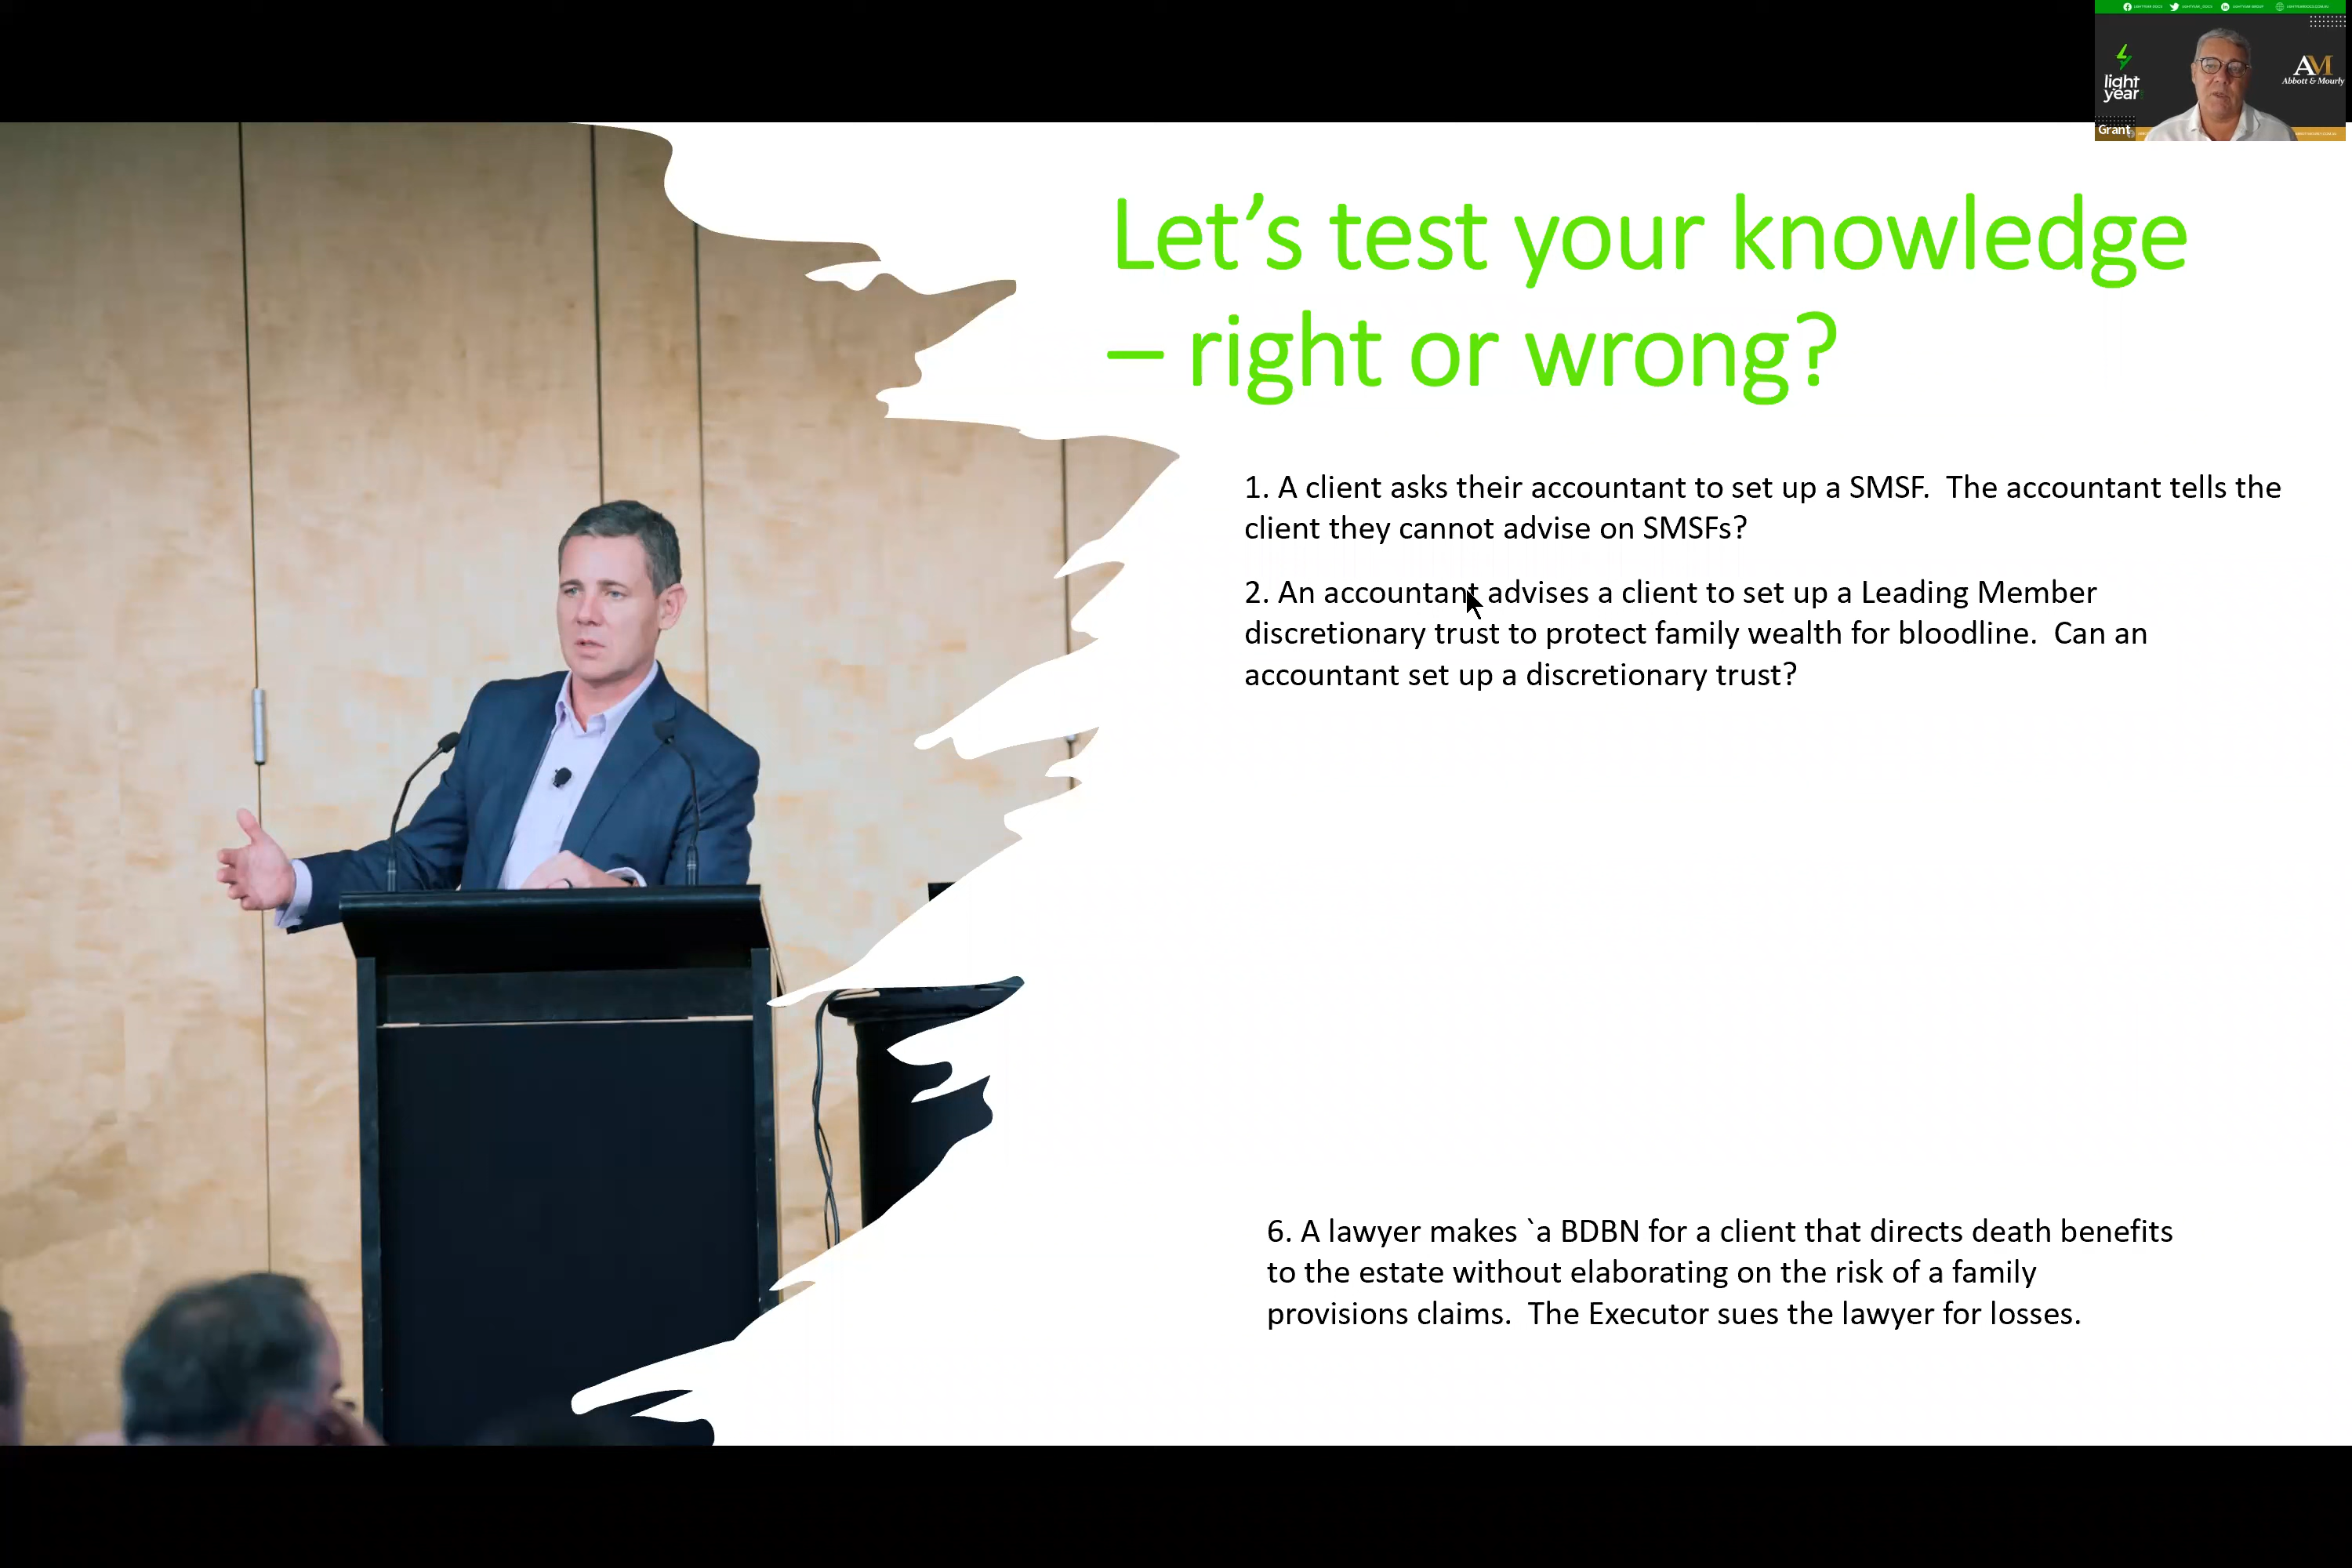 light
year
AM
Abbott & Mourly
Grant
Let’s test your knowledge
– right or wrong?
1. A client asks their accountant to set up a SMSF.  The accountant tells the
client they cannot advise on SMSFs?
2. An accountant advises a client to set up a Leading Member
discretionary trust to protect family wealth for bloodline.  Can an
accountant set up a discretionary trust?
6. A lawyer makes `a BDBN for a client that directs death benefits
to the estate without elaborating on the risk of a family
provisions claims.  The Executor sues the lawyer for losses.